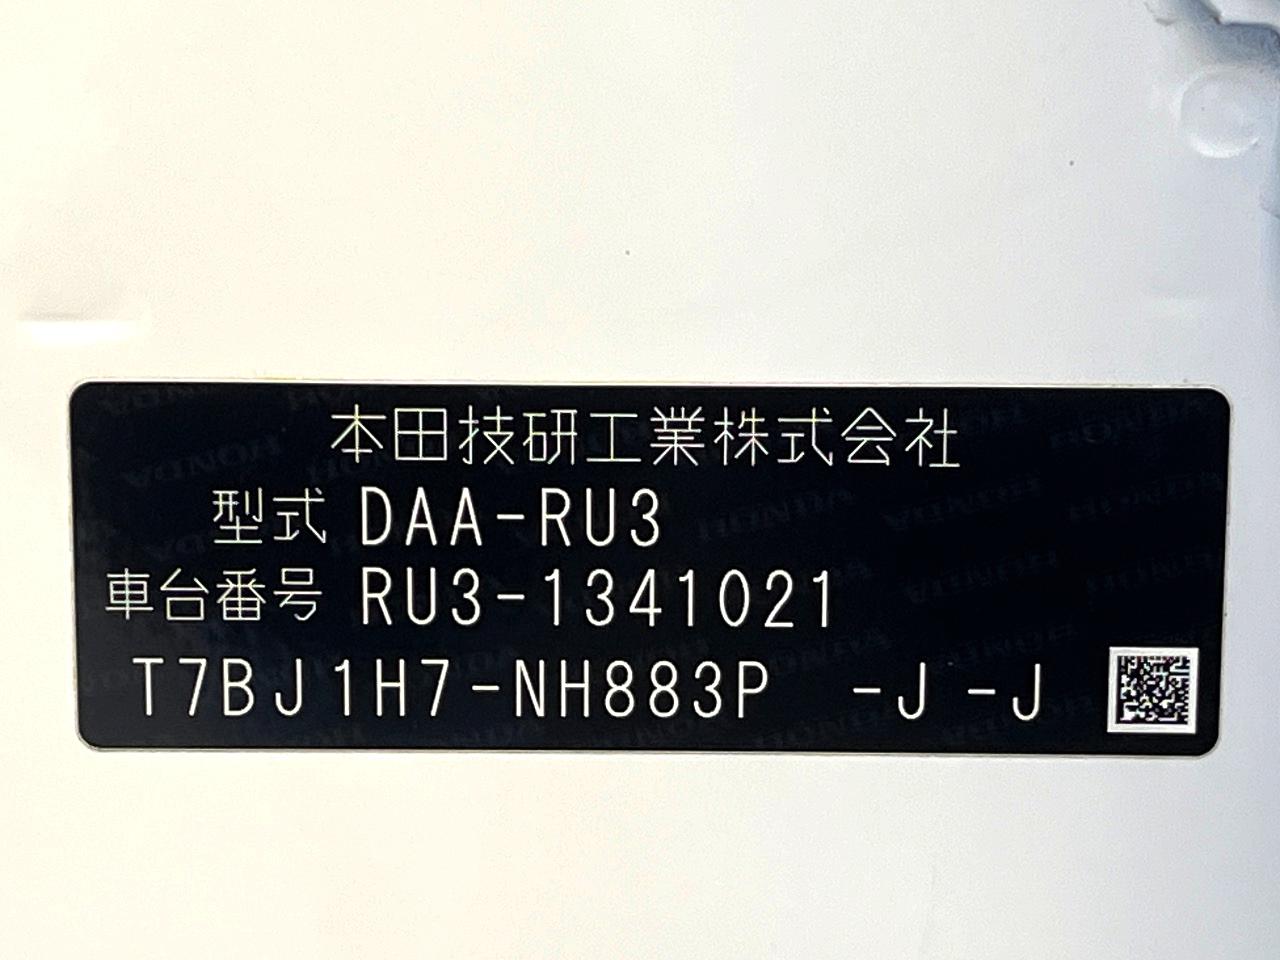 本田技研工業株式会社
型式 DAA-RU3
車台番号 RU3-1341021
T7BJ1H7-NH883P -J-J